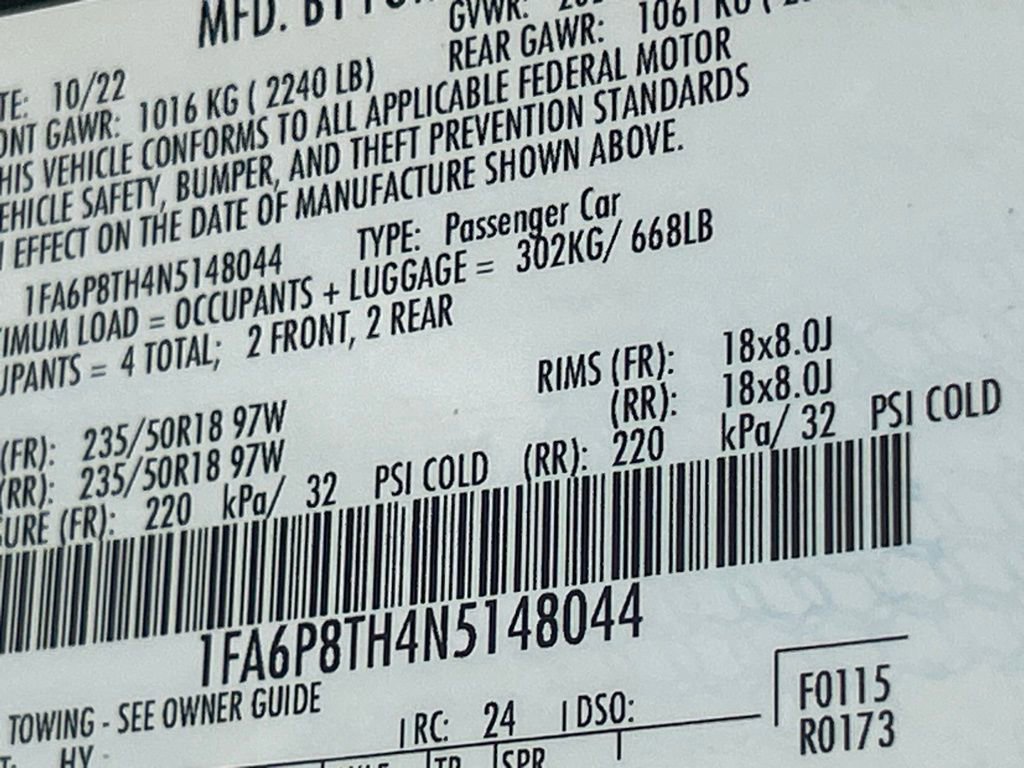 MFD. BY
GVWR:
TE: 10/22
REAR GAWR: 1061 KG (
ONT GAWR: 1016 KG ( 2240 LB)
HIS VEHICLE CONFORMS TO ALL APPLICABLE FEDERAL MOTOR
EHICLE SAFETY, BUMPER, AND THEFT PREVENTION STANDARDS
EFFECT ON THE DATE OF MANUFACTURE SHOWN ABOVE.
1FA6P8TH4N5148044 TYPE: Passenger Car
IMUM LOAD = OCCUPANTS + LUGGAGE = 302KG/ 668LB
UPANTS = 4 TOTAL; 2 FRONT, 2 REAR
RIMS (FR): 18x8.0J
(FR): 235/50R18 97W
(RR): 18x8.0J
(RR): 235/50R18 97W
URE (FR): 220 kPa/ 32 PSI COLD (RR): 220 kPa/ 32 PSI COLD
1FA6P8TH4N5148044
TOWING - SEE OWNER GUIDE
RC: 24 DSO:
F0115
R0173
HY
TR SPR